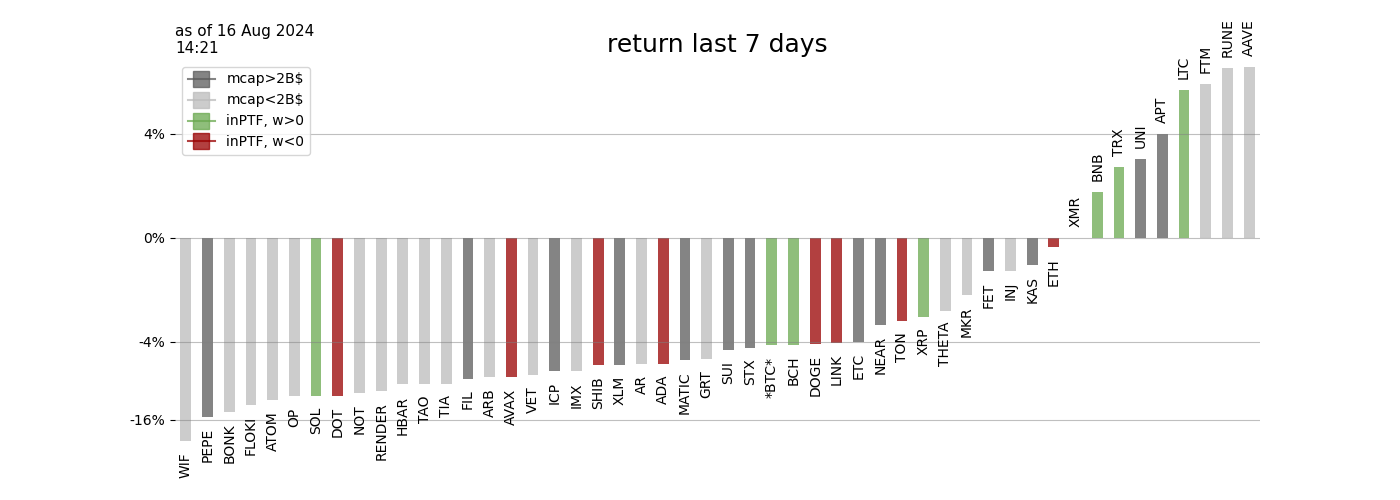 as of 16 Aug 2024
14:21
return last 7 days
mcap>2B$
mcap<2B$
inPTF, w>0
inPTF, w<0
4%
0%
-4%
-16%
WIF
PEPE
BONK
FLOKI
ATOM
OP
SOL
DOT
NOT
RENDER
HBAR
TAO
TIA
FIL
ARB
AVAX
VET
ICP
IMX
SHIB
XLM
AR
ADA
MATIC
GRT
SUI
STX
*BTC*
BCH
DOGE
LINK
ETC
NEAR
TON
XRP
THETA
MKR
FET
INJ
KAS
ETH
XMR
BNB
TRX
UNI
APT
LTC
FTM
RUNE
AAVE